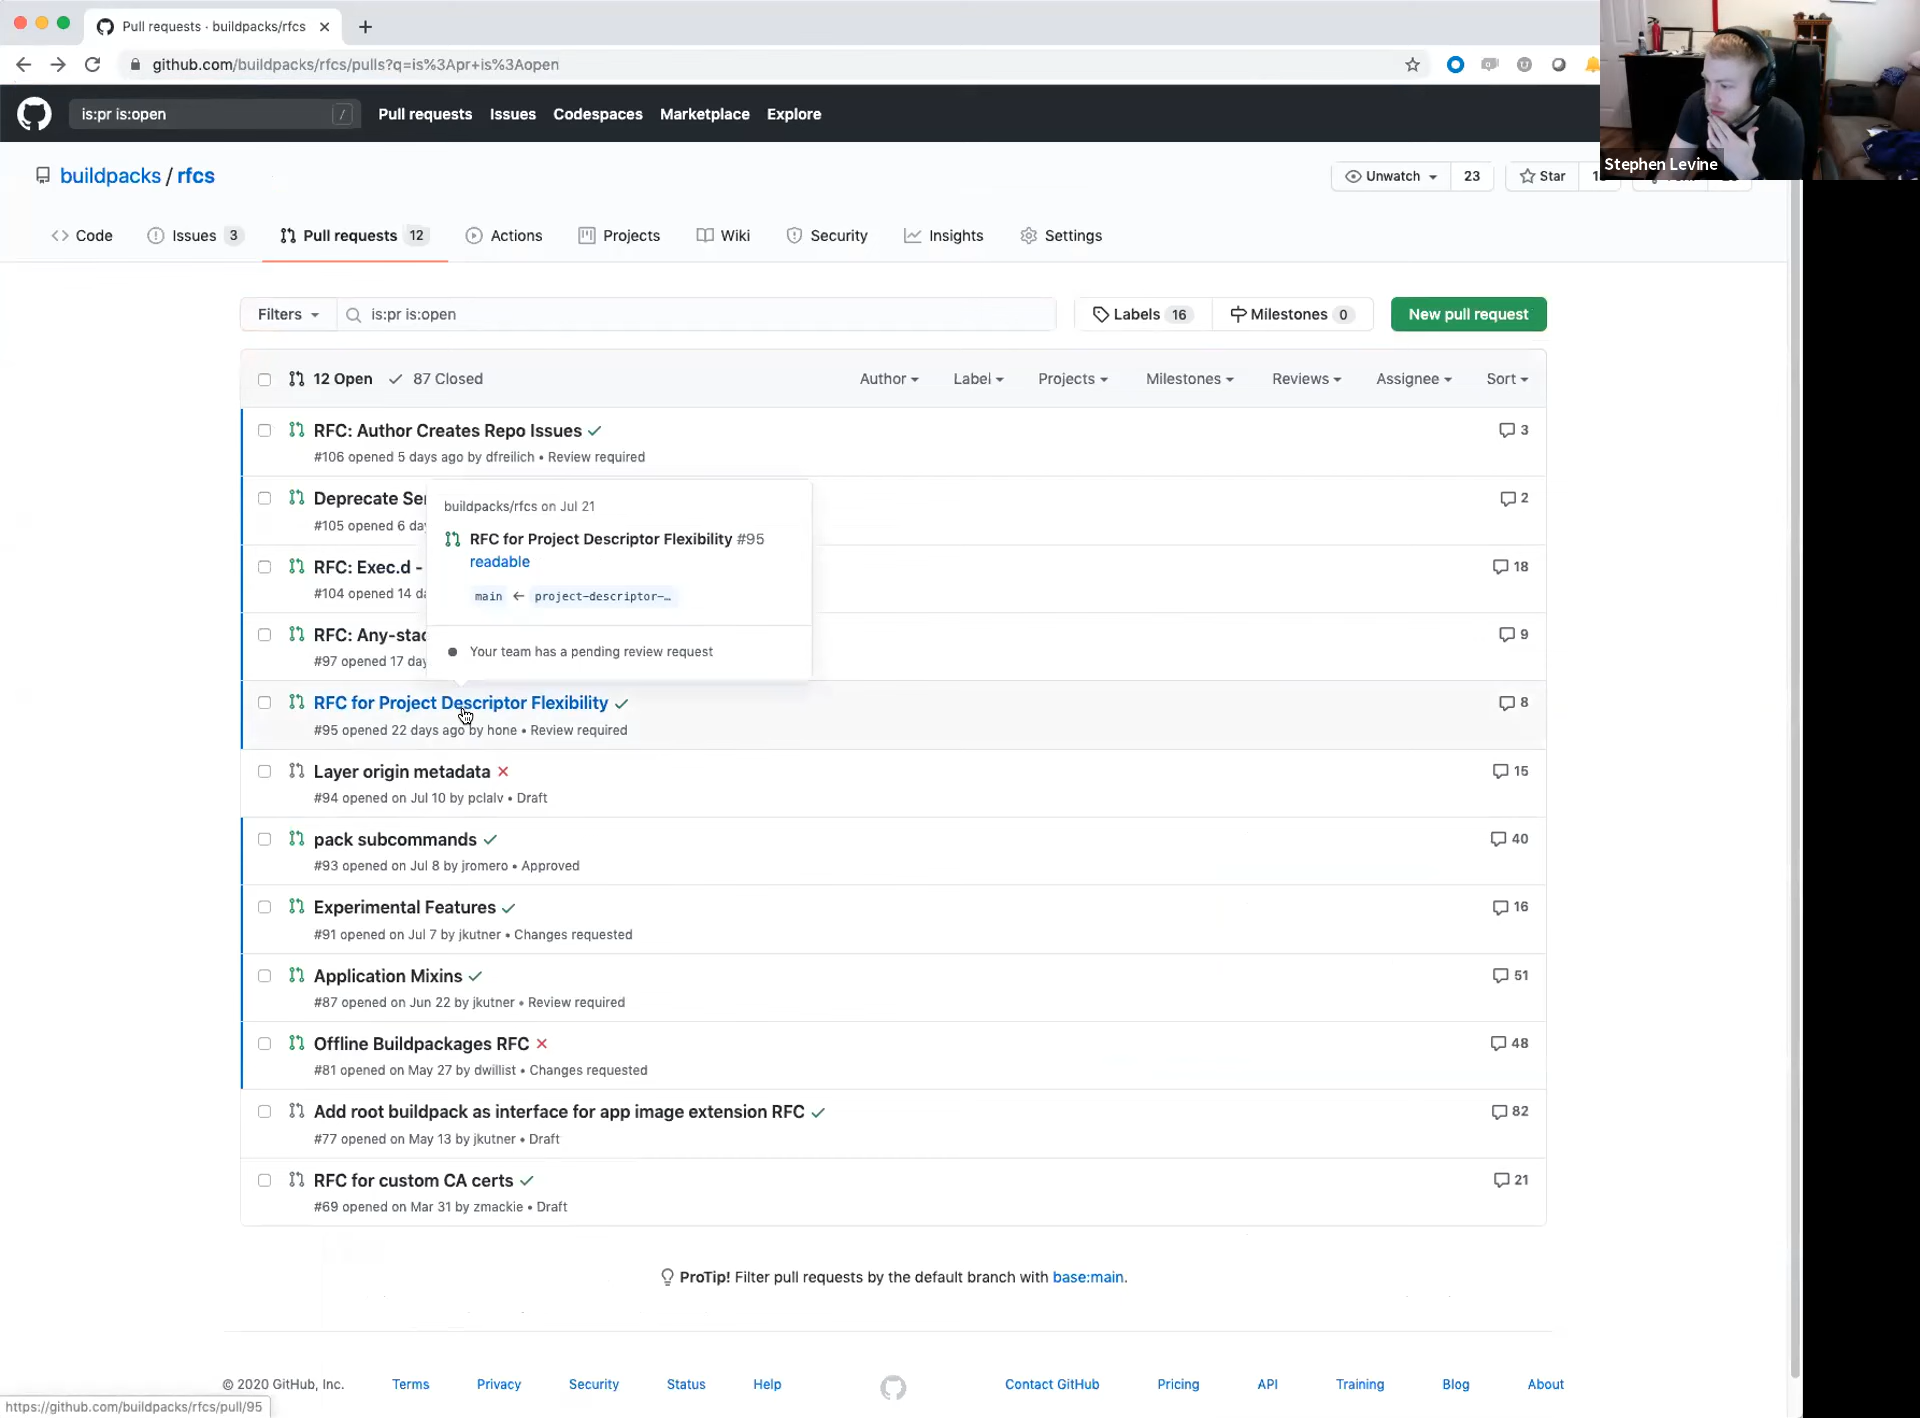 Pull requests · buildpacks/rfcs
github.com/buildpacks/rfcs/pulls?q=is%3Apr+is%3Aopen
is:pr is:open /
Pull requests Issues Codespaces Marketplace Explore
Stephen Levine
buildpacks / rfcs
Unwatch 23 Star
Code Issues 3 Pull requests 12 Actions Projects Wiki Security Insights Settings
Filters is:pr is:open Labels 16 Milestones 0 New pull request
12 Open 87 Closed Author Label Projects Milestones Reviews Assignee Sort
RFC: Author Creates Repo Issues 3
#106 opened 5 days ago by dfreilich • Review required
Deprecate Ser 2
#105 opened 6 day
RFC: Exec.d - 18
#104 opened 14 da
RFC: Any-stac 9
#97 opened 17 day
buildpacks/rfcs on Jul 21
RFC for Project Descriptor Flexibility #95
readable
main ← project-descriptor-…
Your team has a pending review request
RFC for Project Descriptor Flexibility 8
#95 opened 22 days ago by hone • Review required
Layer origin metadata 15
#94 opened on Jul 10 by pclalv • Draft
pack subcommands 40
#93 opened on Jul 8 by jromero • Approved
Experimental Features 16
#91 opened on Jul 7 by jkutner • Changes requested
Application Mixins 51
#87 opened on Jun 22 by jkutner • Review required
Offline Buildpackages RFC 48
#81 opened on May 27 by dwillist • Changes requested
Add root buildpack as interface for app image extension RFC 82
#77 opened on May 13 by jkutner • Draft
RFC for custom CA certs 21
#69 opened on Mar 31 by zmackie • Draft
ProTip! Filter pull requests by the default branch with base:main.
© 2020 GitHub, Inc. Terms Privacy Security Status Help Contact GitHub Pricing API Training Blog About
https://github.com/buildpacks/rfcs/pull/95